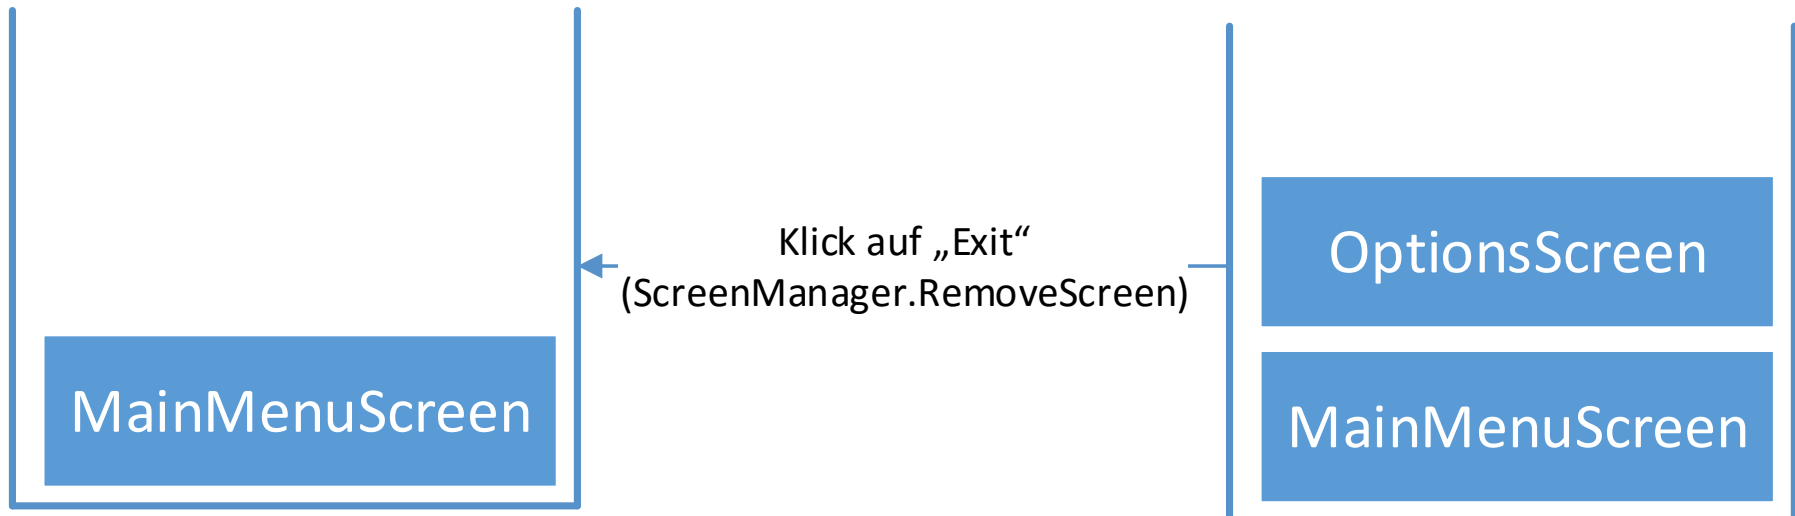 MainMenuScreen
Klick auf „Exit“
(ScreenManager.RemoveScreen)
OptionsScreen
MainMenuScreen